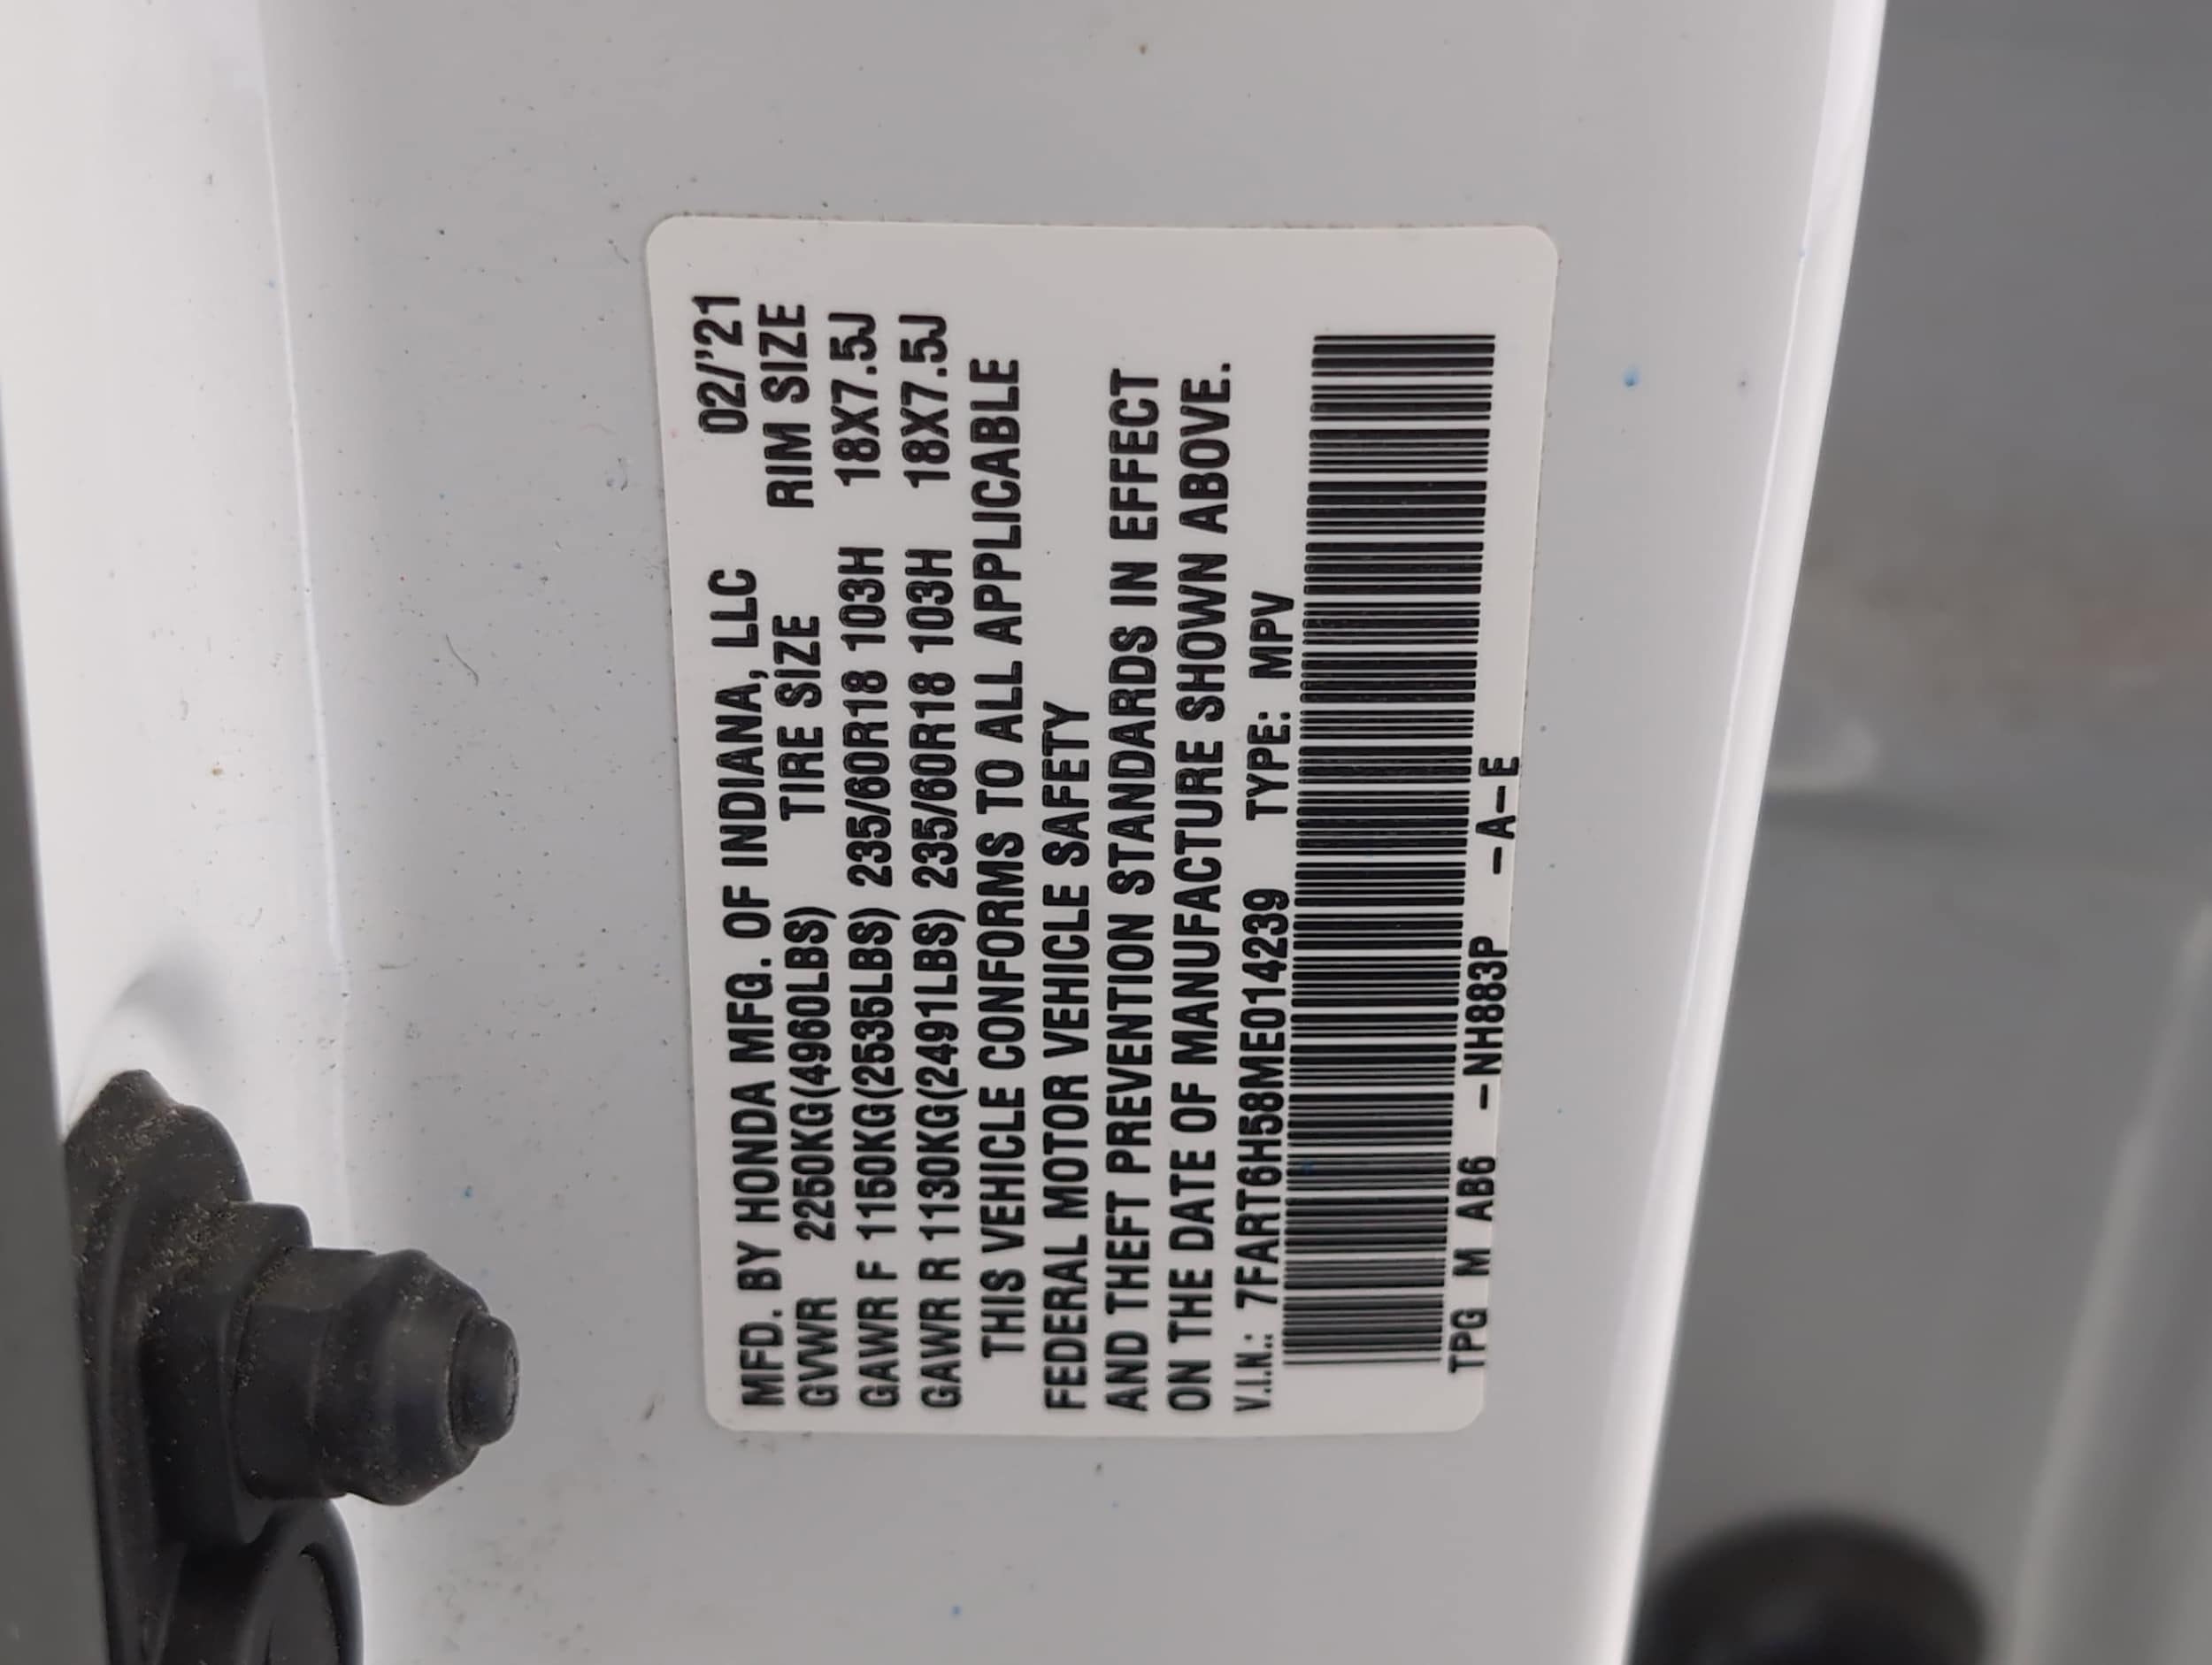 MFD. BY HONDA MFG. OF INDIANA, LLC 02/'21
TIRE SIZE RIM SIZE
GVWR 2250KG(4960LBS)
GAWR F 1150KG(2535LBS) 235/60R18 103H 18X7.5J
GAWR R 1130KG(2491LBS) 235/60R18 103H 18X7.5J
THIS VEHICLE CONFORMS TO ALL APPLICABLE
FEDERAL MOTOR VEHICLE SAFETY
AND THEFT PREVENTION STANDARDS IN EFFECT
ON THE DATE OF MANUFACTURE SHOWN ABOVE.
V.I.N.: 7FART6H58ME014239 TYPE: MPV
TPG M AB6 -NH883P -A-E